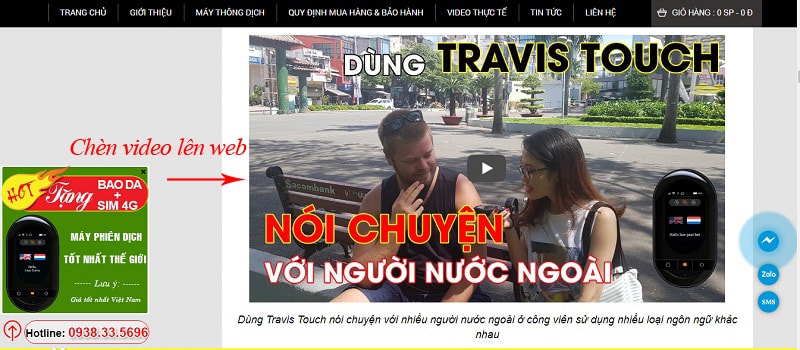 TRANG CHỦ
GIỚI THIỆU
MÁY THÔNG DỊCH
QUY ĐỊNH MUA HÀNG & BẢO HÀNH
VIDEO THỰC TẾ
TIN TỨC
LIÊN HỆ
GIỎ HÀNG : 0 SP - 0 Đ
DÙNG TRAVIS TOUCH
Chèn video lên web
Sacombank
HOT
Tặng
BAO DA
+
SIM 4G
MÁY PHIÊN DỊCH
TỐT NHẤT THẾ GIỚI
------ Lưu ý: ------
Giá tốt nhất Việt Nam
Hotline: 0938.33.5696
NÓI CHUYỆN
VỚI NGƯỜI NƯỚC NGOÀI
Zalo
SMS
Dùng Travis Touch nói chuyện với nhiều người nước ngoài ở công viên sử dụng nhiều loại ngôn ngữ khác
nhau